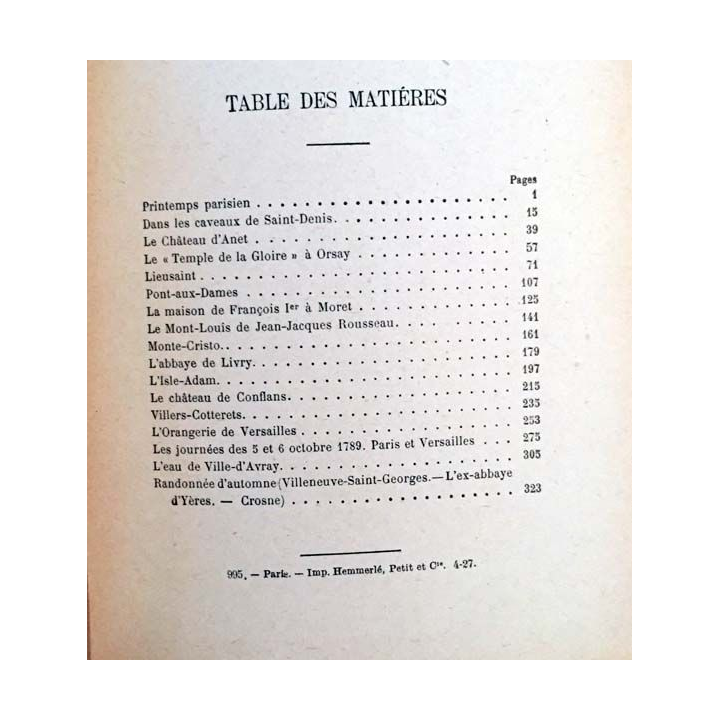 TABLE DES MATIÉRES
Pages
Printemps parisien . . . . . . . . . . . . . . . . . . . . . . 1
Dans les caveaux de Saint-Denis. . . . . . . . . . . . . . . 15
Le Château d'Anet . . . . . . . . . . . . . . . . . . . . . . 39
Le « Temple de la Gloire » à Orsay . . . . . . . . . . . . . 57
Lieusaint . . . . . . . . . . . . . . . . . . . . . . . . . . 71
Pont-aux-Dames . . . . . . . . . . . . . . . . . . . . . . . 107
La maison de François Ier à Moret . . . . . . . . . . . . . 125
Le Mont-Louis de Jean-Jacques Rousseau. . . . . . . . . . . 141
Monte-Cristo. . . . . . . . . . . . . . . . . . . . . . . . . 161
L'abbaye de Livry. . . . . . . . . . . . . . . . . . . . . . 179
L'Isle-Adam. . . . . . . . . . . . . . . . . . . . . . . . . 197
Le château de Conflans. . . . . . . . . . . . . . . . . . . 215
Villers-Cotterets. . . . . . . . . . . . . . . . . . . . . . 235
L'Orangerie de Versailles . . . . . . . . . . . . . . . . . 253
Les journées des 5 et 6 octobre 1789. Paris et Versailles . . . 275
L'eau de Ville-d'Avray. . . . . . . . . . . . . . . . . . . 305
Randonnée d'automne (Villeneuve-Saint-Georges. — L'ex-abbaye
d'Yères. — Crosne) . . . . . . . . . . . . . . . . . . . . . 323
995. — Paris. — Imp. Hemmerlé, Petit et Cie. 4-27.